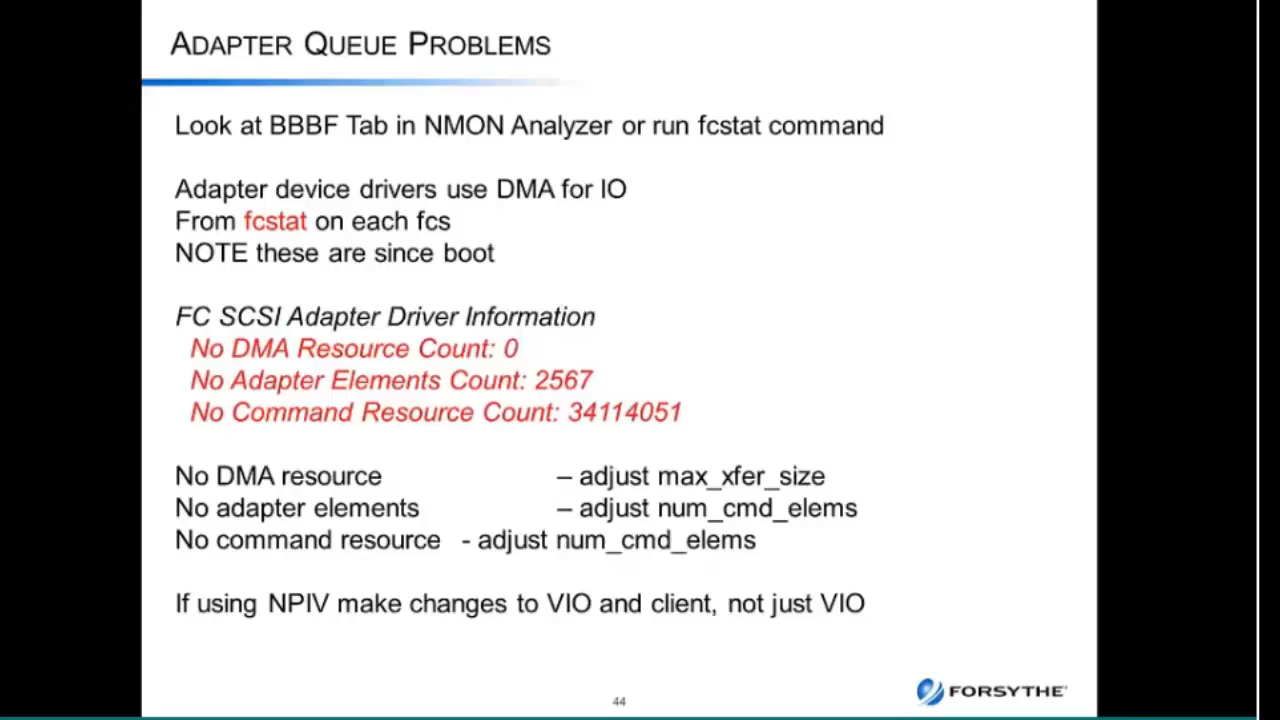 ADAPTER QUEUE PROBLEMS
Look at BBBF Tab in NMON Analyzer or run fcstat command
Adapter device drivers use DMA for IO
From fcstat on each fcs
NOTE these are since boot
FC SCSI Adapter Driver Information
No DMA Resource Count: 0
No Adapter Elements Count: 2567
No Command Resource Count: 34114051
No DMA resource – adjust max_xfer_size
No adapter elements – adjust num_cmd_elems
No command resource - adjust num_cmd_elems
If using NPIV make changes to VIO and client, not just VIO
44
FORSYTHE